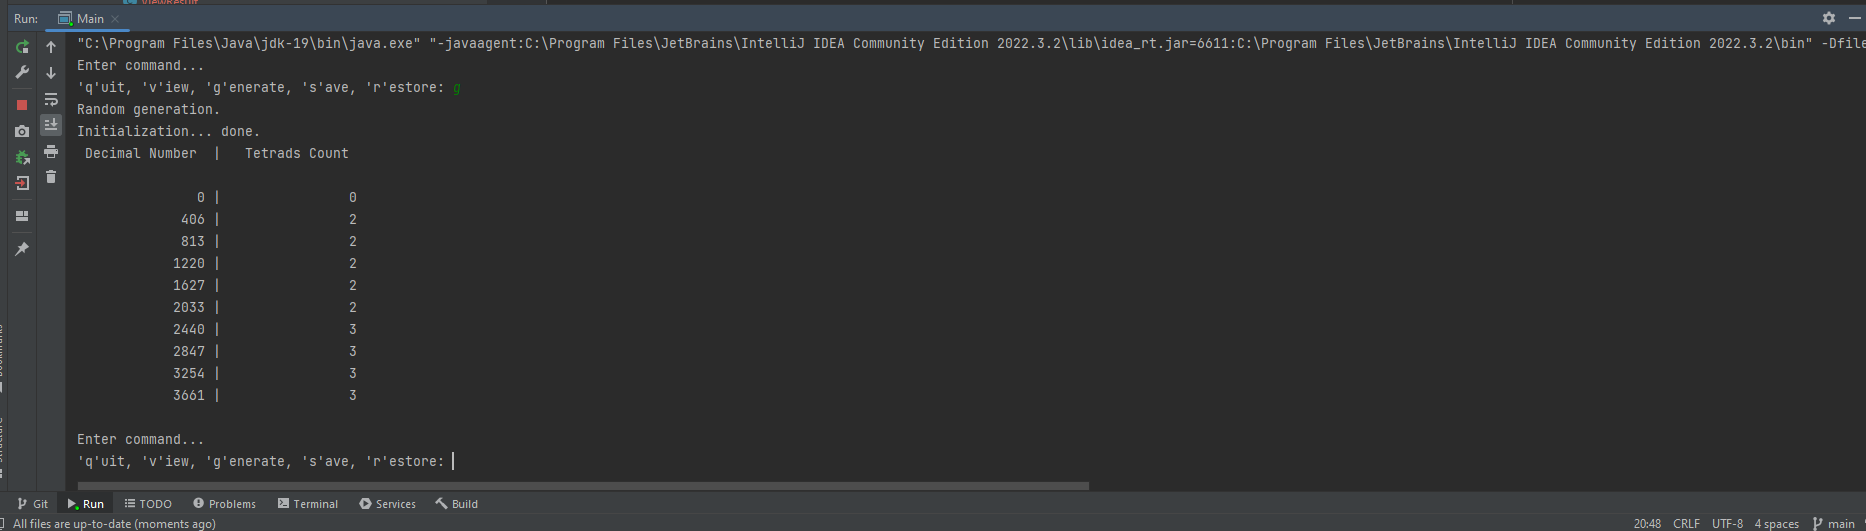 ViewResult
Run: Main
"C:\Program Files\Java\jdk-19\bin\java.exe" "-javaagent:C:\Program Files\JetBrains\IntelliJ IDEA Community Edition 2022.3.2\lib\idea_rt.jar=6611:C:\Program Files\JetBrains\IntelliJ IDEA Community Edition 2022.3.2\bin" -Dfile
Enter command...
'q'uit, 'v'iew, 'g'enerate, 's'ave, 'r'estore: g
Random generation.
Initialization... done.
Decimal Number | Tetrads Count
0 | 0
406 | 2
813 | 2
1220 | 2
1627 | 2
2033 | 2
2440 | 3
2847 | 3
3254 | 3
3661 | 3
Enter command...
'q'uit, 'v'iew, 'g'enerate, 's'ave, 'r'estore:
Git Run TODO Problems Terminal Services Build
All files are up-to-date (moments ago) 20:48 CRLF UTF-8 4 spaces main